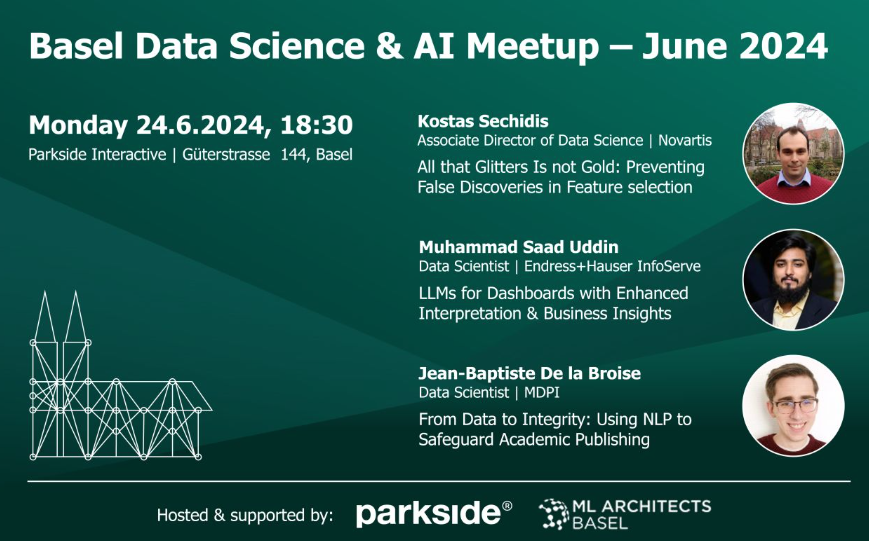 Basel Data Science & AI Meetup – June 2024
Monday 24.6.2024, 18:30
Parkside Interactive | Güterstrasse 144, Basel
Kostas Sechidis
Associate Director of Data Science | Novartis
All that Glitters Is not Gold: Preventing
False Discoveries in Feature selection
Muhammad Saad Uddin
Data Scientist | Endress+Hauser InfoServe
LLMs for Dashboards with Enhanced
Interpretation & Business Insights
Jean-Baptiste De la Broise
Data Scientist | MDPI
From Data to Integrity: Using NLP to
Safeguard Academic Publishing
Hosted & supported by:
parkside®
ML ARCHITECTS
BASEL